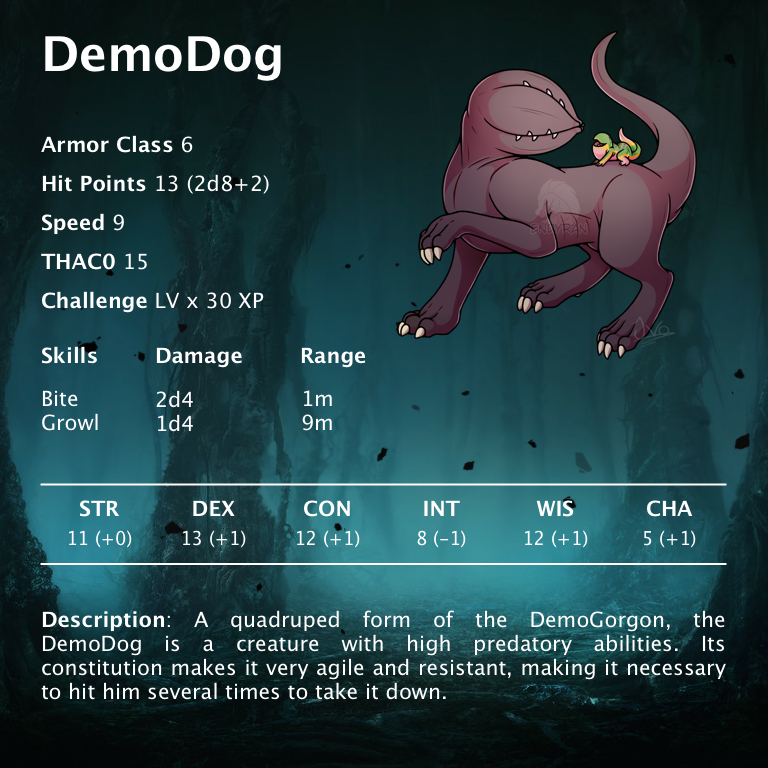 DemoDog
Armor Class 6
Hit Points 13 (2d8+2)
Speed 9
THAC0 15
Challenge LV x 30 XP
Skills Damage Range
Bite 2d4 1m
Growl 1d4 9m
STR DEX CON INT WIS CHA
11 (+0) 13 (+1) 12 (+1) 8 (−1) 12 (+1) 5 (+1)
Description: A quadruped form of the DemoGorgon, the
DemoDog is a creature with high predatory abilities. Its
constitution makes it very agile and resistant, making it necessary
to hit him several times to take it down.